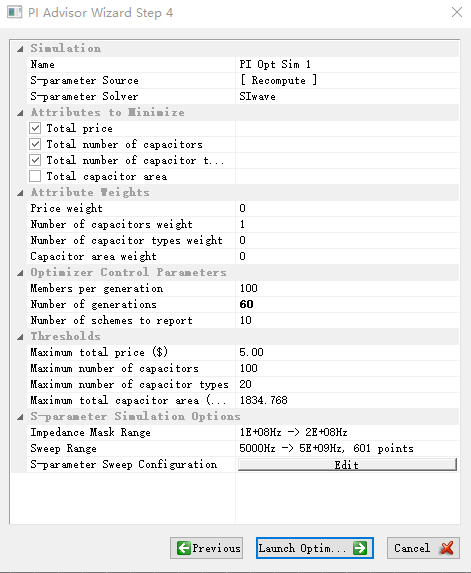 PI Advisor Wizard Step 4
Simulation
Name PI Opt Sim 1
S-parameter Source [ Recompute ]
S-parameter Solver SIwave
Attributes to Minimize
Total price
Total number of capacitors
Total number of capacitor t...
Total capacitor area
Attribute Weights
Price weight 0
Number of capacitors weight 1
Number of capacitor types weight 0
Capacitor area weight 0
Optimizer Control Parameters
Members per generation 100
Number of generations 60
Number of schemes to report 10
Thresholds
Maximum total price ($) 5.00
Maximum number of capacitors 100
Maximum number of capacitor types 20
Maximum total capacitor area (... 1834.768
S-parameter Simulation Options
Impedance Mask Range 1E+08Hz -> 2E+08Hz
Sweep Range 5000Hz -> 5E+09Hz, 601 points
S-parameter Sweep Configuration Edit
Previous Launch Optim... Cancel